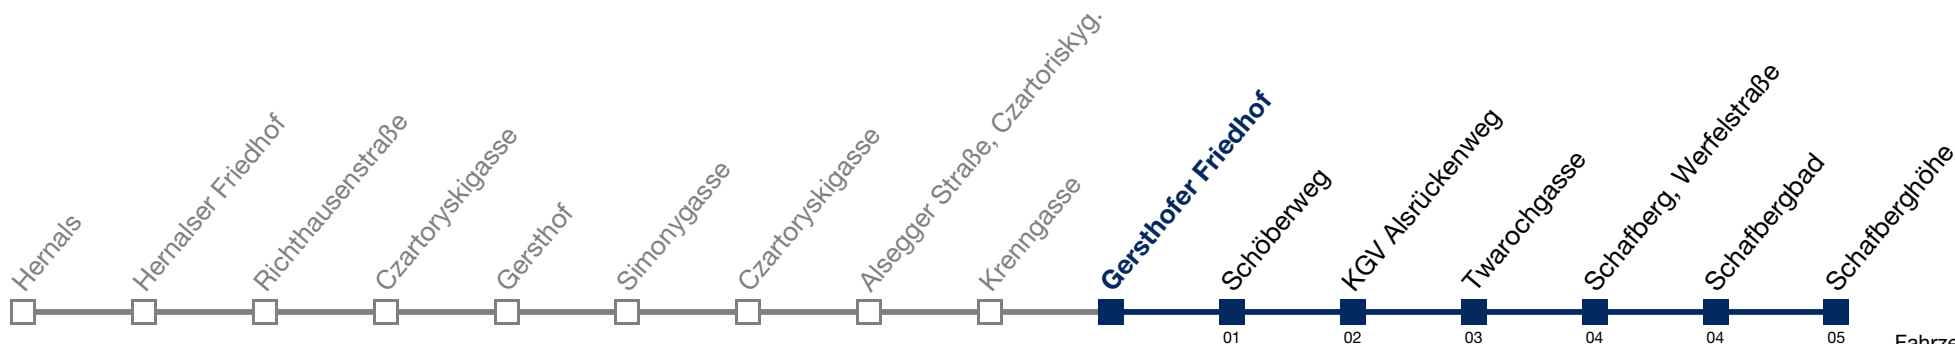 Hernals
Hernalser Friedhof
Richthausenstraße
Czartoryskigasse
Gersthof
Simonygasse
Czartoryskigasse
Alsegger Straße, Czartoriskyg.
Krenngasse
Gersthofer Friedhof
Schöberweg
KGV Alsrückenweg
Twarochgasse
Schafberg, Werfelstraße
Schafbergbad
Schafberghöhe
01 02 03 04 04 05